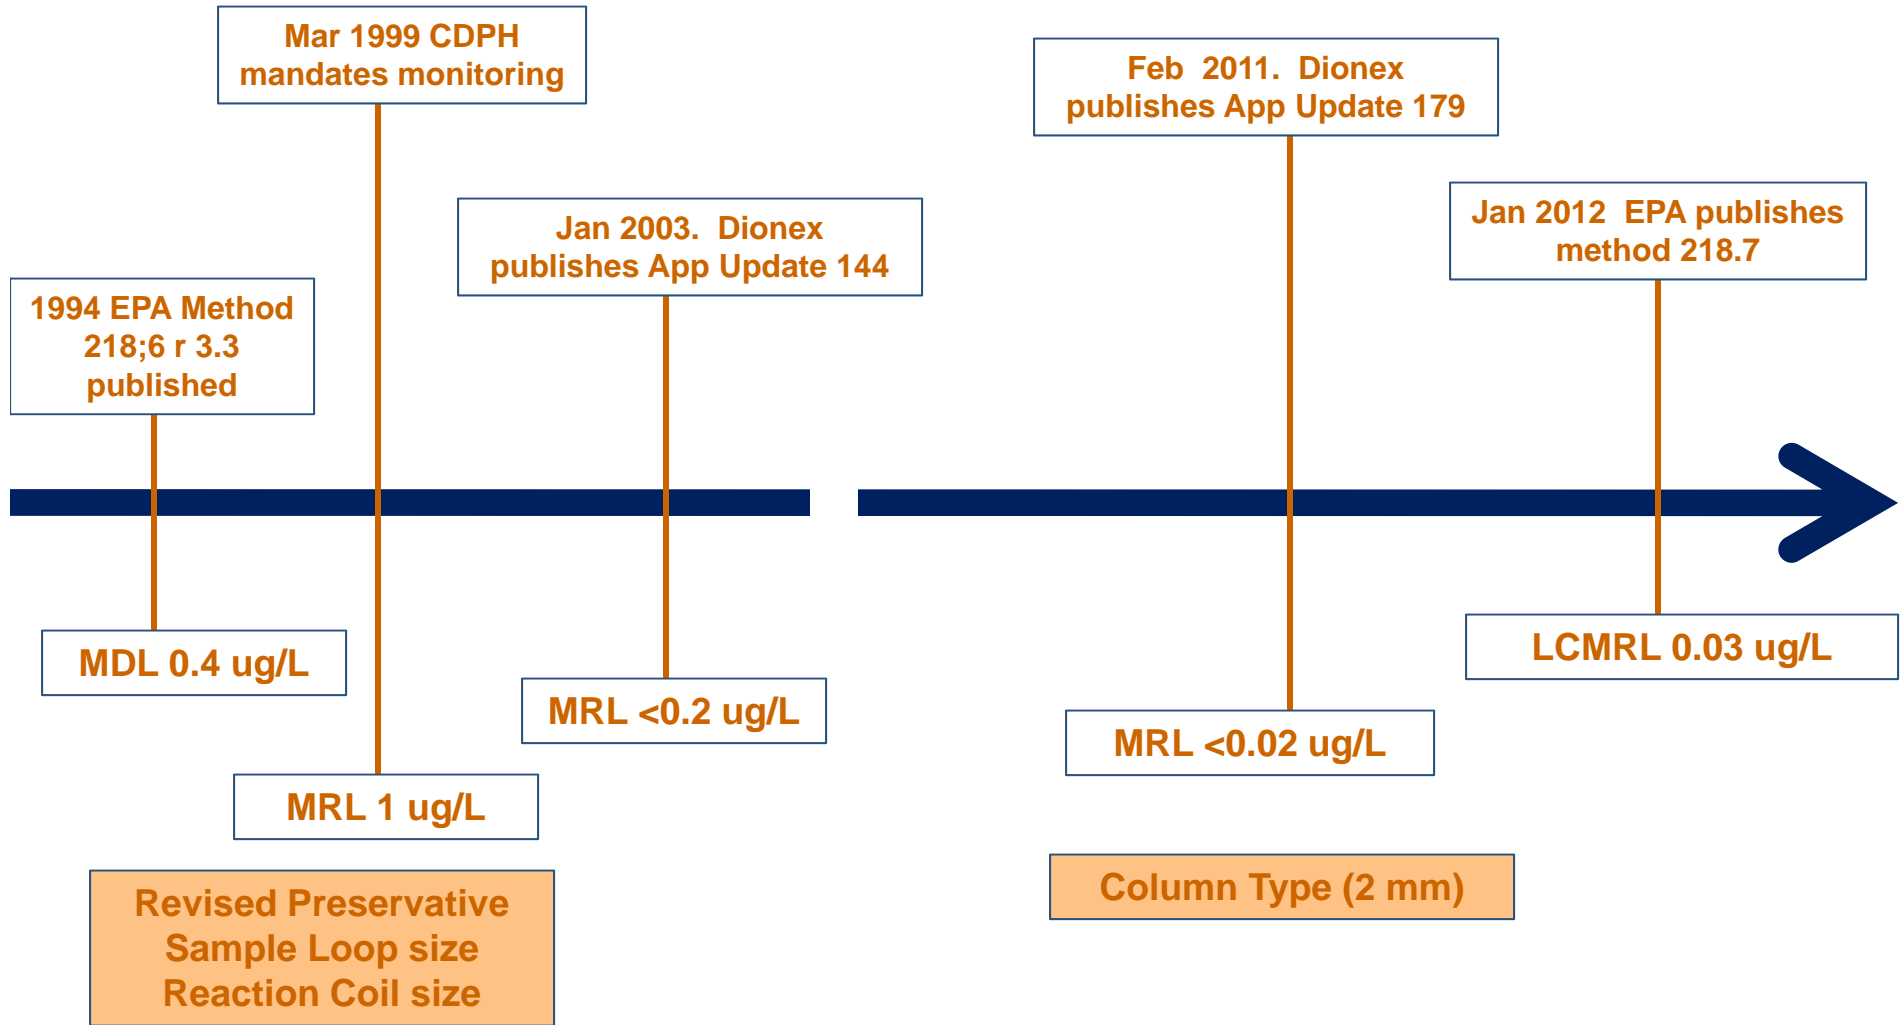 Mar 1999 CDPH
mandates monitoring
Feb 2011. Dionex
publishes App Update 179
Jan 2003. Dionex
publishes App Update 144
Jan 2012 EPA publishes
method 218.7
1994 EPA Method
218;6 r 3.3
published
MDL 0.4 ug/L
MRL 1 ug/L
MRL <0.2 ug/L
MRL <0.02 ug/L
LCMRL 0.03 ug/L
Revised Preservative
Sample Loop size
Reaction Coil size
Column Type (2 mm)